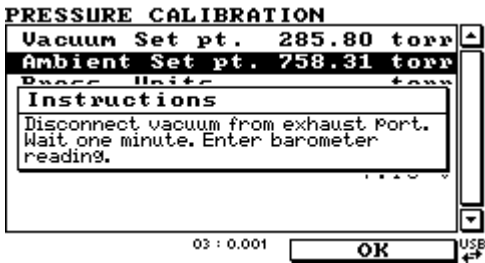 PRESSURE CALIBRATION
Vacuum Set pt. 285.80 torr
Ambient Set pt. 758.31 torr
Instructions
Disconnect vacuum from exhaust Port.
Wait one minute. Enter barometer
reading.
03 : 0.001
OK
USB